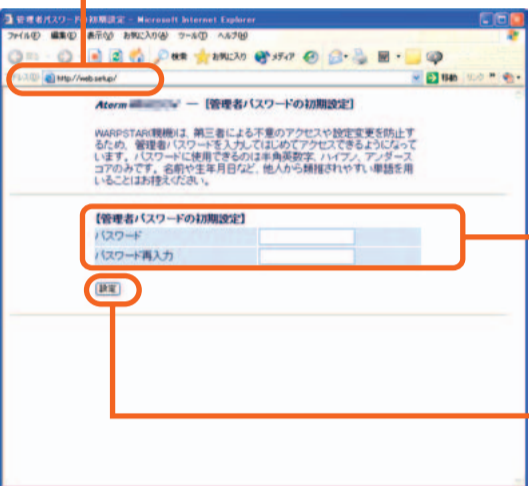 管理者パスワードの初期設定 - Microsoft Internet Explorer
ファイル(F) 編集(E) 表示(V) お気に入り(A) ツール(T) ヘルプ(H)
戻る 検索 お気に入り メディア
アドレス(D) http://web.setup/ 移動 リンク
Aterm — [管理者パスワードの初期設定]
WARPSTAR(親機)は、第三者による不意のアクセスや設定変更を防止す
るため、管理者パスワードを入力してはじめてアクセスできるようになって
います。パスワードに使用できるのは半角英数字、ハイフン、アンダース
コアのみです。名前や生年月日など、他人から類推されやすい単語を用
いることはお控えください。
【管理者パスワードの初期設定】
パスワード
パスワード再入力
設定